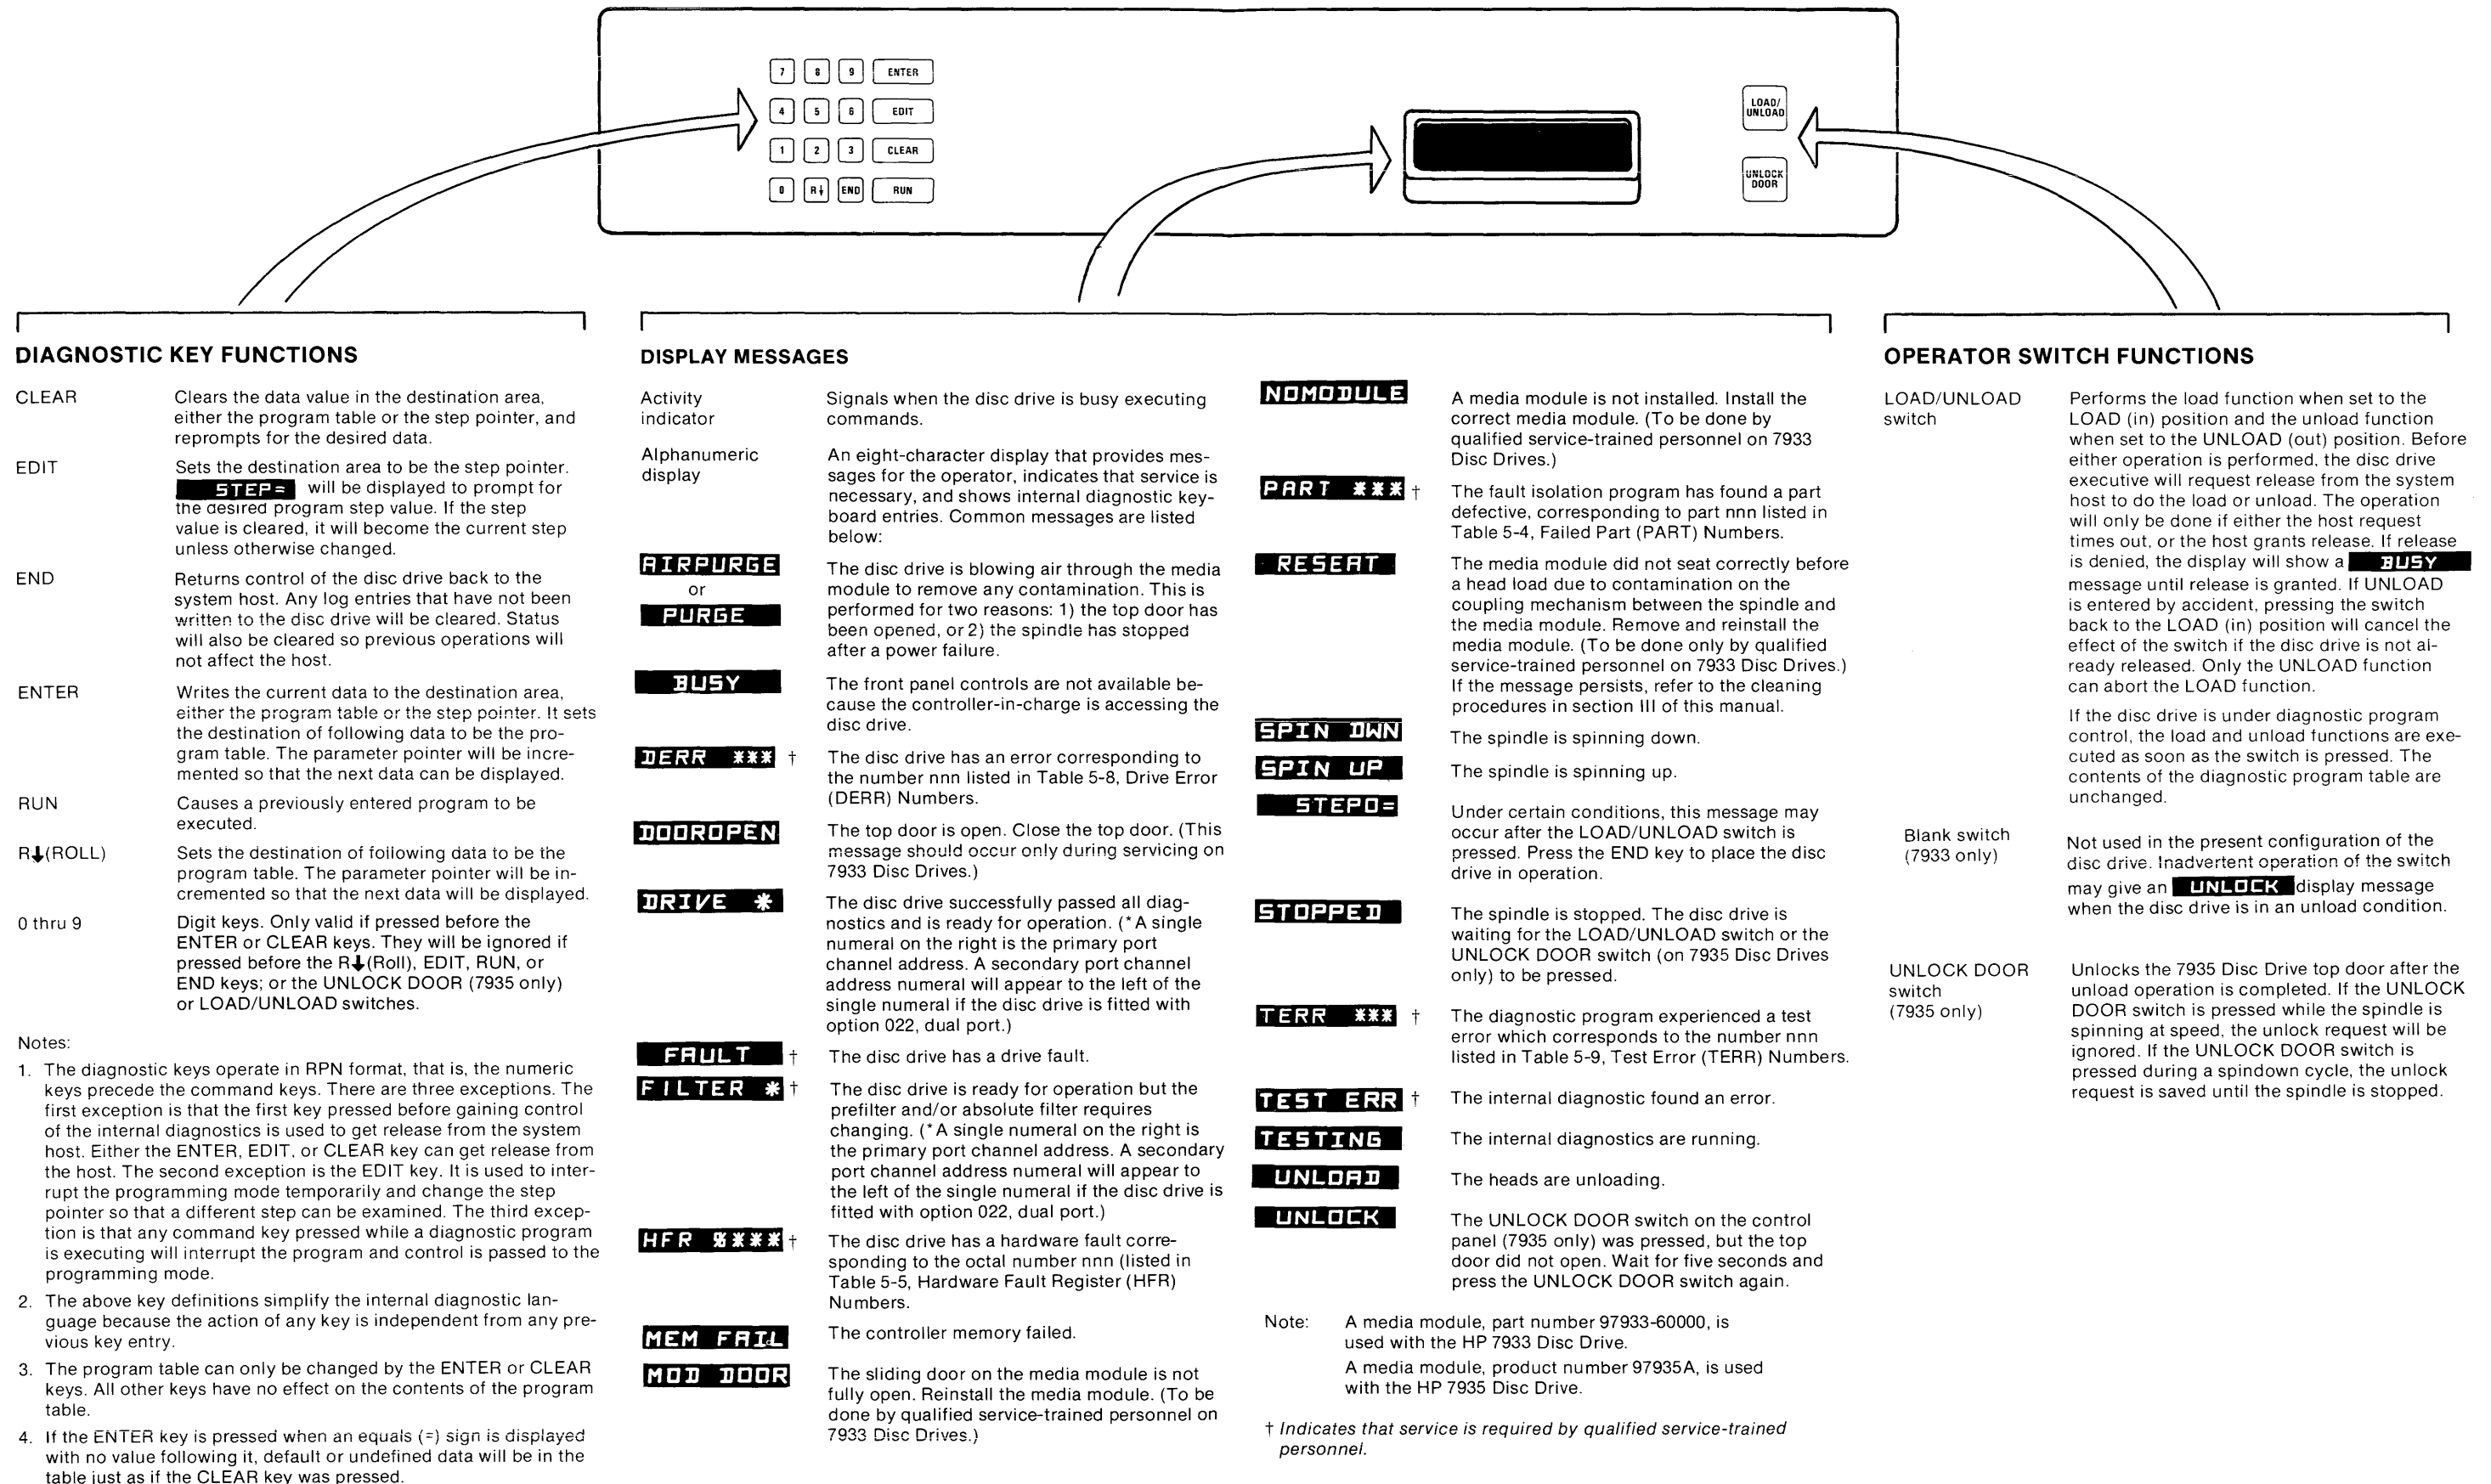 7 8 9 ENTER
4 5 6 EDIT
1 2 3 CLEAR
0 R↓ END RUN
LOAD/
UNLOAD
UNLOCK
DOOR
DIAGNOSTIC KEY FUNCTIONS
CLEAR Clears the data value in the destination area,
either the program table or the step pointer, and
reprompts for the desired data.
EDIT Sets the destination area to be the step pointer.
STEP= will be displayed to prompt for
the desired program step value. If the step
value is cleared, it will become the current step
unless otherwise changed.
END Returns control of the disc drive back to the
system host. Any log entries that have not been
written to the disc drive will be cleared. Status
will also be cleared so previous operations will
not affect the host.
ENTER Writes the current data to the destination area,
either the program table or the step pointer. It sets
the destination of following data to be the pro-
gram table. The parameter pointer will be incre-
mented so that the next data can be displayed.
RUN Causes a previously entered program to be
executed.
R↓(ROLL) Sets the destination of following data to be the
program table. The parameter pointer will be in-
cremented so that the next data will be displayed.
0 thru 9 Digit keys. Only valid if pressed before the
ENTER or CLEAR keys. They will be ignored if
pressed before the R↓(Roll), EDIT, RUN, or
END keys; or the UNLOCK DOOR (7935 only)
or LOAD/UNLOAD switches.
Notes:
1. The diagnostic keys operate in RPN format, that is, the numeric
keys precede the command keys. There are three exceptions. The
first exception is that the first key pressed before gaining control
of the internal diagnostics is used to get release from the system
host. Either the ENTER, EDIT, or CLEAR key can get release from
the host. The second exception is the EDIT key. It is used to inter-
rupt the programming mode temporarily and change the step
pointer so that a different step can be examined. The third excep-
tion is that any command key pressed while a diagnostic program
is executing will interrupt the program and control is passed to the
programming mode.
2. The above key definitions simplify the internal diagnostic lan-
guage because the action of any key is independent from any pre-
vious key entry.
3. The program table can only be changed by the ENTER or CLEAR
keys. All other keys have no effect on the contents of the program
table.
4. If the ENTER key is pressed when an equals (=) sign is displayed
with no value following it, default or undefined data will be in the
table just as if the CLEAR key was pressed.
DISPLAY MESSAGES
Activity Signals when the disc drive is busy executing
indicator commands.
Alphanumeric An eight-character display that provides mes-
display sages for the operator, indicates that service is
necessary, and shows internal diagnostic key-
board entries. Common messages are listed
below:
AIRPURGE The disc drive is blowing air through the media
or module to remove any contamination. This is
PURGE performed for two reasons: 1) the top door has
been opened, or 2) the spindle has stopped
after a power failure.
BUSY The front panel controls are not available be-
cause the controller-in-charge is accessing the
disc drive.
DERR *** † The disc drive has an error corresponding to
the number nnn listed in Table 5-8, Drive Error
(DERR) Numbers.
DOOROPEN The top door is open. Close the top door. (This
message should occur only during servicing on
7933 Disc Drives.)
DRIVE * The disc drive successfully passed all diag-
nostics and is ready for operation. (*A single
numeral on the right is the primary port
channel address. A secondary port channel
address numeral will appear to the left of the
single numeral if the disc drive is fitted with
option 022, dual port.)
FAULT † The disc drive has a drive fault.
FILTER * † The disc drive is ready for operation but the
prefilter and/or absolute filter requires
changing. (*A single numeral on the right is
the primary port channel address. A secondary
port channel address numeral will appear to
the left of the single numeral if the disc drive is
fitted with option 022, dual port.)
HFR %*** † The disc drive has a hardware fault corre-
sponding to the octal number nnn (listed in
Table 5-5, Hardware Fault Register (HFR)
Numbers.
MEM FAIL The controller memory failed.
MOD DOOR The sliding door on the media module is not
fully open. Reinstall the media module. (To be
done by qualified service-trained personnel on
7933 Disc Drives.)
NOMODULE A media module is not installed. Install the
correct media module. (To be done by
qualified service-trained personnel on 7933
Disc Drives.)
PART *** † The fault isolation program has found a part
defective, corresponding to part nnn listed in
Table 5-4, Failed Part (PART) Numbers.
RESEAT The media module did not seat correctly before
a head load due to contamination on the
coupling mechanism between the spindle and
the media module. Remove and reinstall the
media module. (To be done only by qualified
service-trained personnel on 7933 Disc Drives.)
If the message persists, refer to the cleaning
procedures in section III of this manual.
SPIN DWN The spindle is spinning down.
SPIN UP The spindle is spinning up.
STEP0= Under certain conditions, this message may
occur after the LOAD/UNLOAD switch is
pressed. Press the END key to place the disc
drive in operation.
STOPPED The spindle is stopped. The disc drive is
waiting for the LOAD/UNLOAD switch or the
UNLOCK DOOR switch (on 7935 Disc Drives
only) to be pressed.
TERR *** † The diagnostic program experienced a test
error which corresponds to the number nnn
listed in Table 5-9, Test Error (TERR) Numbers.
TEST ERR † The internal diagnostic found an error.
TESTING The internal diagnostics are running.
UNLOAD The heads are unloading.
UNLOCK The UNLOCK DOOR switch on the control
panel (7935 only) was pressed, but the top
door did not open. Wait for five seconds and
press the UNLOCK DOOR switch again.
Note: A media module, part number 97933-60000, is
used with the HP 7933 Disc Drive.
A media module, product number 97935A, is used
with the HP 7935 Disc Drive.
† Indicates that service is required by qualified service-trained
personnel.
OPERATOR SWITCH FUNCTIONS
LOAD/UNLOAD Performs the load function when set to the
switch LOAD (in) position and the unload function
when set to the UNLOAD (out) position. Before
either operation is performed, the disc drive
executive will request release from the system
host to do the load or unload. The operation
will only be done if either the host request
times out, or the host grants release. If release
is denied, the display will show a BUSY
message until release is granted. If UNLOAD
is entered by accident, pressing the switch
back to the LOAD (in) position will cancel the
effect of the switch if the disc drive is not al-
ready released. Only the UNLOAD function
can abort the LOAD function.
If the disc drive is under diagnostic program
control, the load and unload functions are exe-
cuted as soon as the switch is pressed. The
contents of the diagnostic program table are
unchanged.
Blank switch Not used in the present configuration of the
(7933 only) disc drive. Inadvertent operation of the switch
may give an UNLOCK display message
when the disc drive is in an unload condition.
UNLOCK DOOR Unlocks the 7935 Disc Drive top door after the
switch unload operation is completed. If the UNLOCK
(7935 only) DOOR switch is pressed while the spindle is
spinning at speed, the unlock request will be
ignored. If the UNLOCK DOOR switch is
pressed during a spindown cycle, the unlock
request is saved until the spindle is stopped.